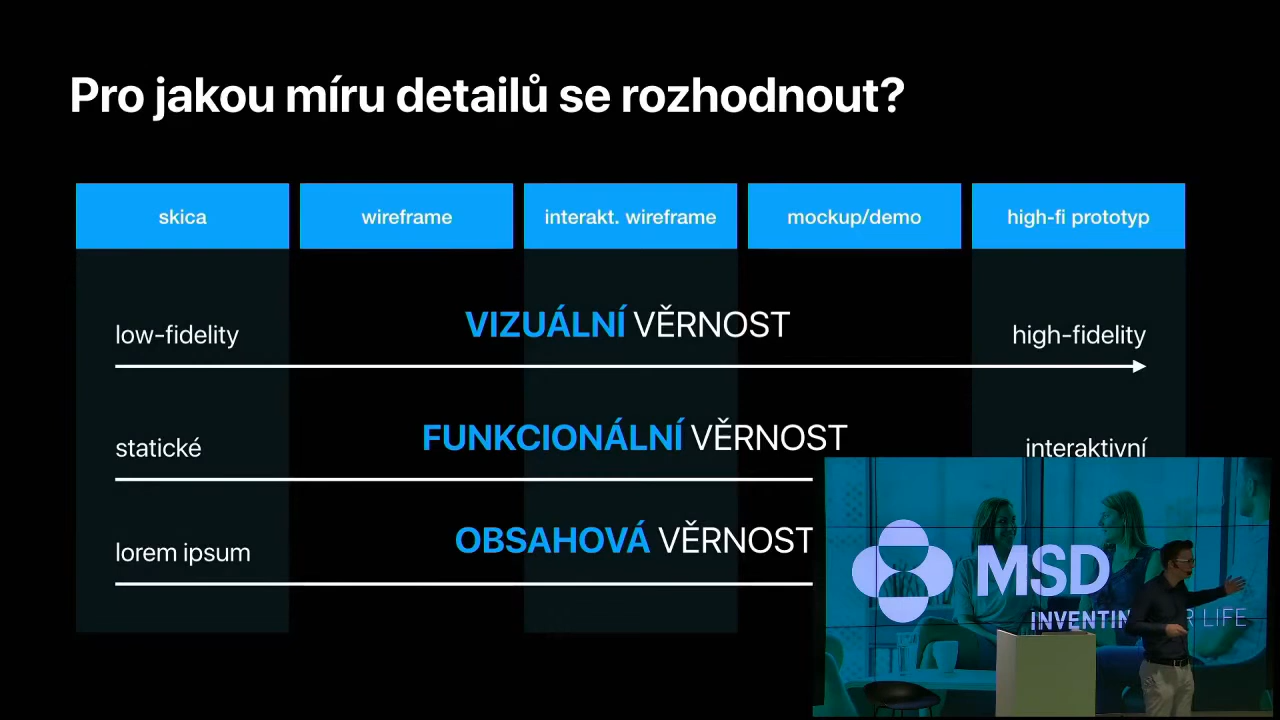 Pro jakou míru detailů se rozhodnout?
skica
wireframe
interakt. wireframe
mockup/demo
high-fi prototyp
low-fidelity
VIZUÁLNÍ VĚRNOST
high-fidelity
statické
FUNKCIONÁLNÍ VĚRNOST
interaktivní
lorem ipsum
OBSAHOVÁ VĚRNOST
MSD
LIFE